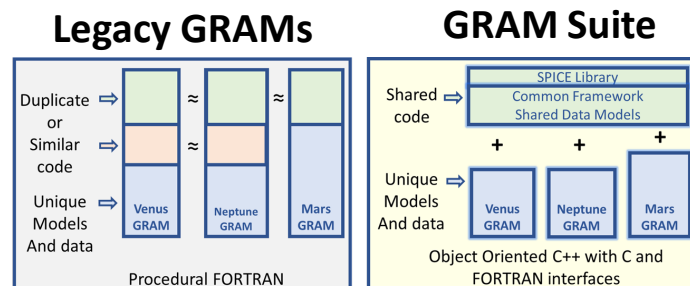 Legacy GRAMs
Duplicate
or
Similar
code
Unique
Models
And data
≈
≈
≈
Venus
GRAM
Neptune
GRAM
Mars
GRAM
Procedural FORTRAN
GRAM Suite
Shared
code
SPICE Library
Common Framework
Shared Data Models
+
+
+
Unique
Models
And data
Venus
GRAM
Neptune
GRAM
Mars
GRAM
Object Oriented C++ with C and
FORTRAN interfaces